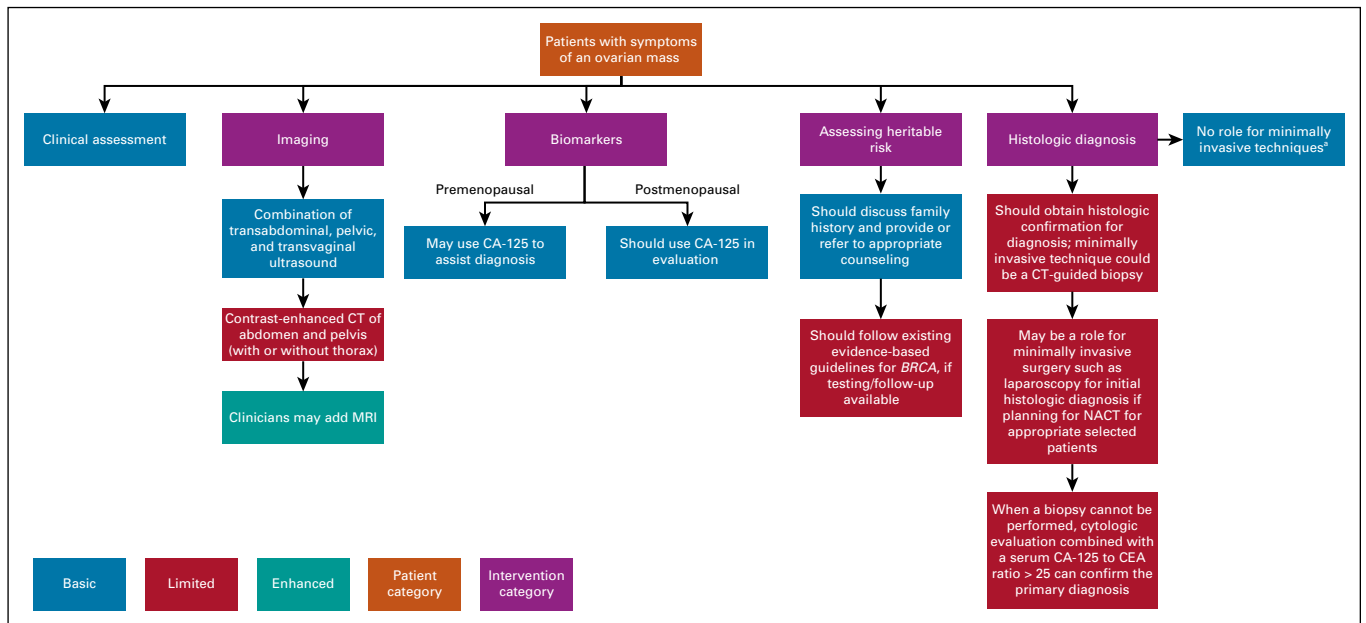 Patients with symptoms
of an ovarian mass
Clinical assessment
Imaging
Biomarkers
Assessing heritable
risk
Histologic diagnosis
No role for minimally
invasive techniquesᵃ
Combination of
transabdominal, pelvic,
and transvaginal
ultrasound
Contrast-enhanced CT of
abdomen and pelvis
(with or without thorax)
Clinicians may add MRI
Premenopausal
Postmenopausal
May use CA-125 to
assist diagnosis
Should use CA-125 in
evaluation
Should discuss family
history and provide or
refer to appropriate
counseling
Should follow existing
evidence-based
guidelines for BRCA, if
testing/follow-up
available
Should obtain histologic
confirmation for
diagnosis; minimally
invasive technique could
be a CT-guided biopsy
May be a role for
minimally invasive
surgery such as
laparoscopy for initial
histologic diagnosis if
planning for NACT for
appropriate selected
patients
When a biopsy cannot be
performed, cytologic
evaluation combined with
a serum CA-125 to CEA
ratio > 25 can confirm the
primary diagnosis
Basic
Limited
Enhanced
Patient
category
Intervention
category